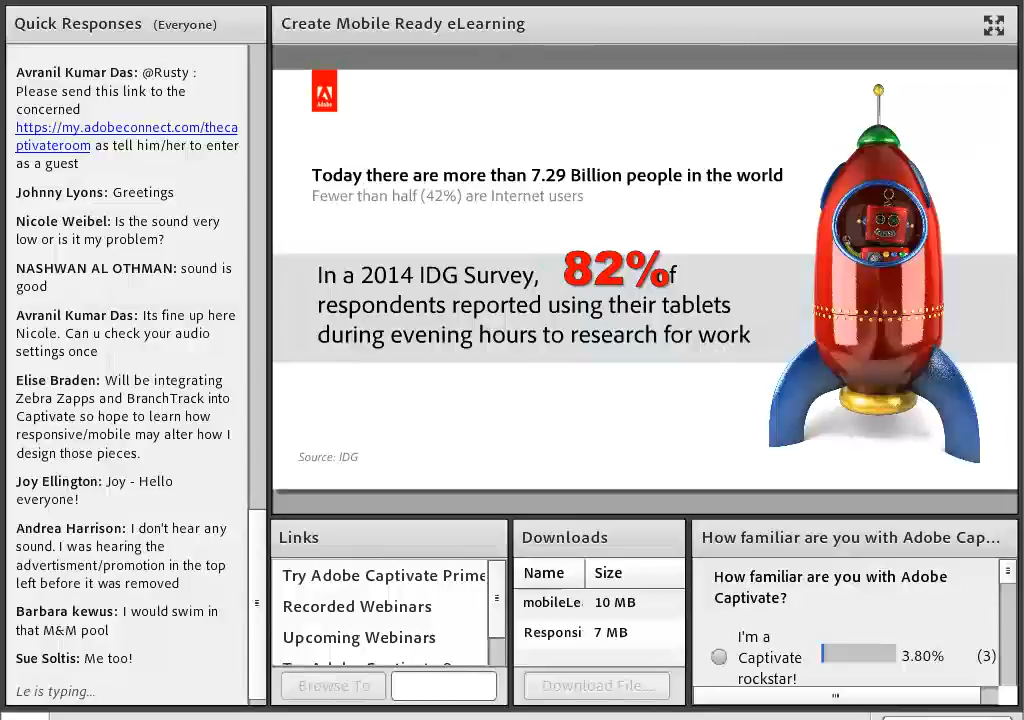 Quick Responses (Everyone)
Avranil Kumar Das: @Rusty :
Please send this link to the
concerned
https://my.adobeconnect.com/theca
ptivateroom as tell him/her to enter
as a guest
Johnny Lyons: Greetings
Nicole Weibel: Is the sound very
low or is it my problem?
NASHWAN AL OTHMAN: sound is
good
Avranil Kumar Das: Its fine up here
Nicole. Can u check your audio
settings once
Elise Braden: Will be integrating
Zebra Zapps and BranchTrack into
Captivate so hope to learn how
responsive/mobile may alter how I
design those pieces.
Joy Ellington: Joy - Hello
everyone!
Andrea Harrison: I don't hear any
sound. I was hearing the
advertisment/promotion in the top
left before it was removed
Barbara kewus: I would swim in
that M&M pool
Sue Soltis: Me too!
Le is typing...
Create Mobile Ready eLearning
Adobe
Today there are more than 7.29 Billion people in the world
Fewer than half (42%) are Internet users
In a 2014 IDG Survey, 82% of
respondents reported using their tablets
during evening hours to research for work
Source: IDG
Links
Try Adobe Captivate Prime
Recorded Webinars
Upcoming Webinars
Browse To
Downloads
Name Size
mobileLe 10 MB
Responsi 7 MB
Download File...
How familiar are you with Adobe Cap...
How familiar are you with Adobe
Captivate?
I'm a
Captivate
rockstar!
3.80% (3)